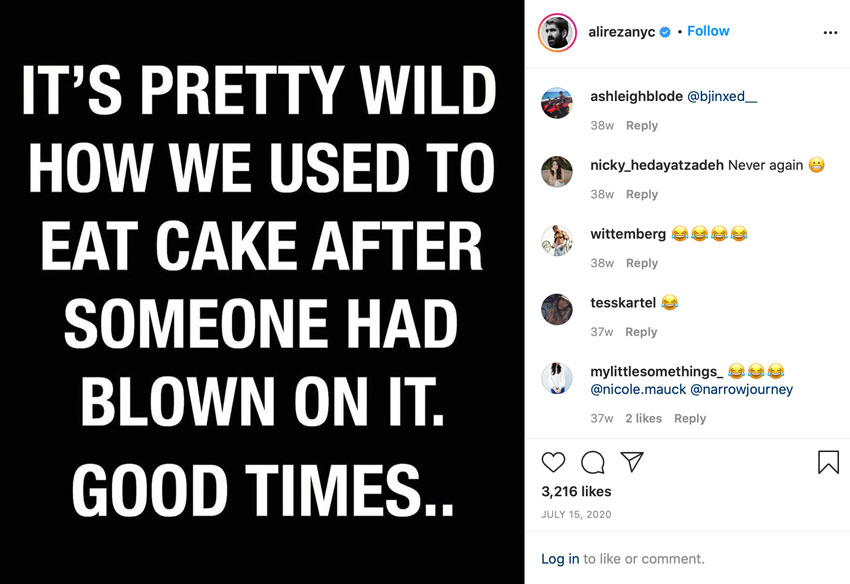 IT’S PRETTY WILD
HOW WE USED TO
EAT CAKE AFTER
SOMEONE HAD
BLOWN ON IT.
GOOD TIMES..
alirezanyc • Follow
ashleighblode @bjinxed__
38w Reply
nicky_hedayatzadeh Never again 😬
38w Reply
wittemberg 😂😂😂😂
38w Reply
tesskartel 😂
37w Reply
mylittlesomethings_ 😂😂😂
@nicole.mauck @narrowjourney
37w 2 likes Reply
3,216 likes
JULY 15, 2020
Log in to like or comment.